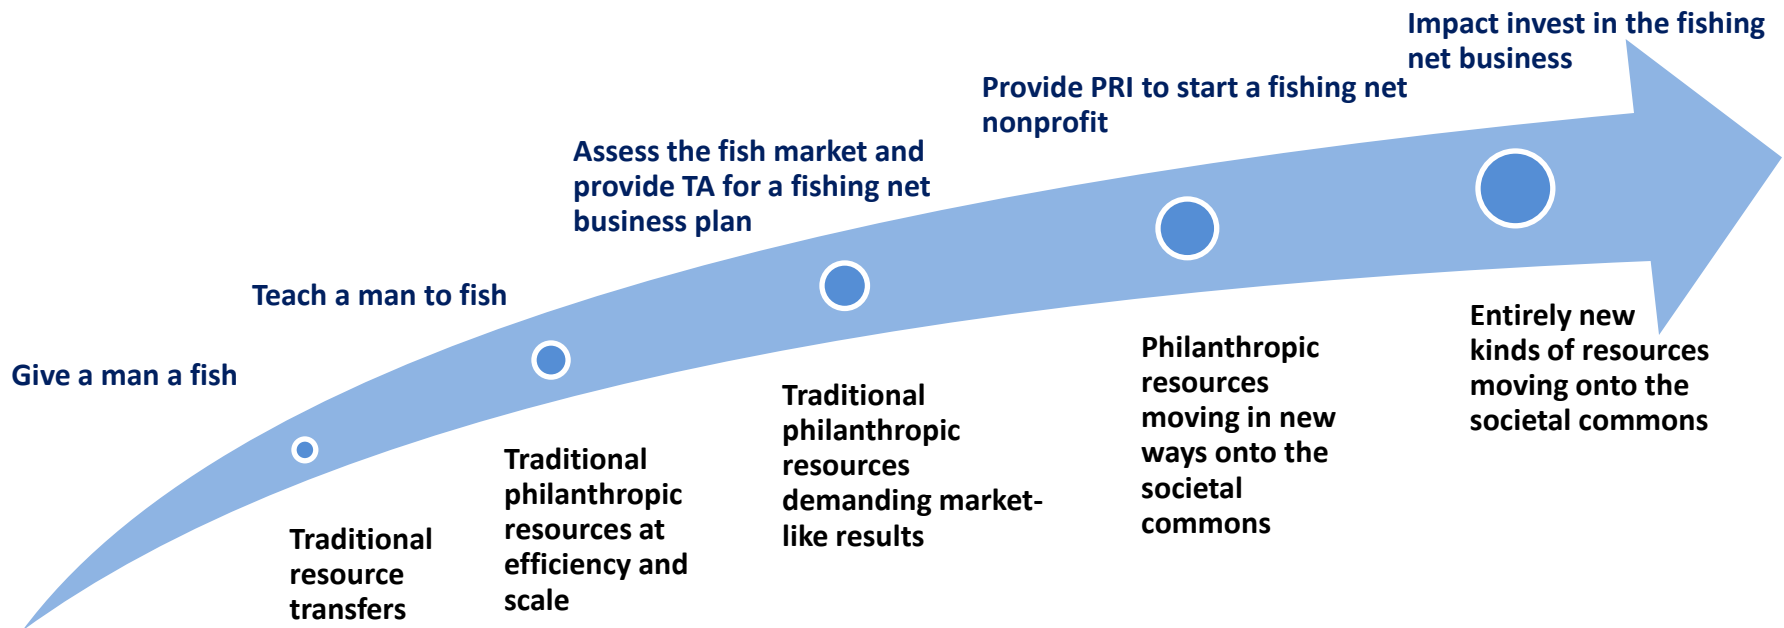 Give a man a fish
Teach a man to fish
Assess the fish market and
provide TA for a fishing net
business plan
Provide PRI to start a fishing net
nonprofit
Impact invest in the fishing
net business
Traditional
resource
transfers
Traditional
philanthropic
resources at
efficiency and
scale
Traditional
philanthropic
resources
demanding market-
like results
Philanthropic
resources
moving in new
ways onto the
societal
commons
Entirely new
kinds of resources
moving onto the
societal commons